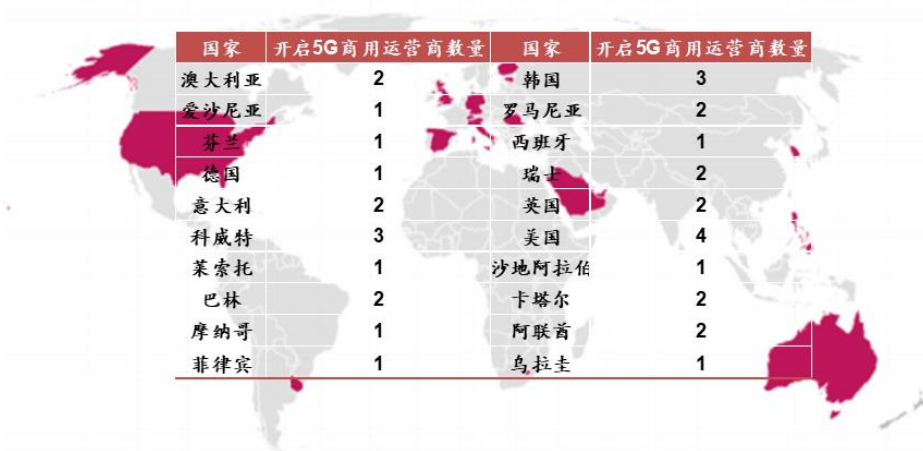 国家 开启5G商用运营商数量 国家 开启5G商用运营商数量
澳大利亚 2 韩国 3
爱沙尼亚 1 罗马尼亚 2
芬兰 1 西班牙 1
德国 1 瑞士 2
意大利 2 英国 2
科威特 3 美国 4
莱索托 1 沙地阿拉伯 1
巴林 2 卡塔尔 2
摩纳哥 1 阿联酋 2
菲律宾 1 乌拉圭 1